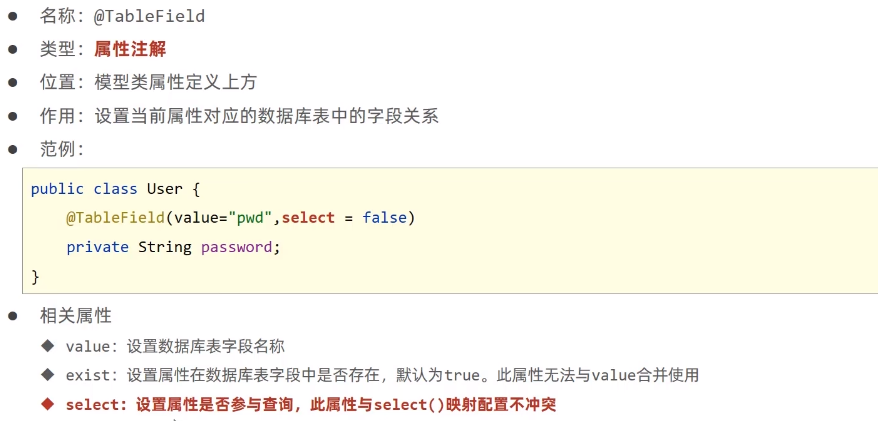 ● 名称：@TableField
● 类型：属性注解
● 位置：模型类属性定义上方
● 作用：设置当前属性对应的数据库表中的字段关系
● 范例：
public class User {
    @TableField(value="pwd",select = false)
    private String password;
}
● 相关属性
◆ value：设置数据库表字段名称
◆ exist：设置属性在数据库表字段中是否存在，默认为true。此属性无法与value合并使用
◆ select：设置属性是否参与查询，此属性与select()映射配置不冲突